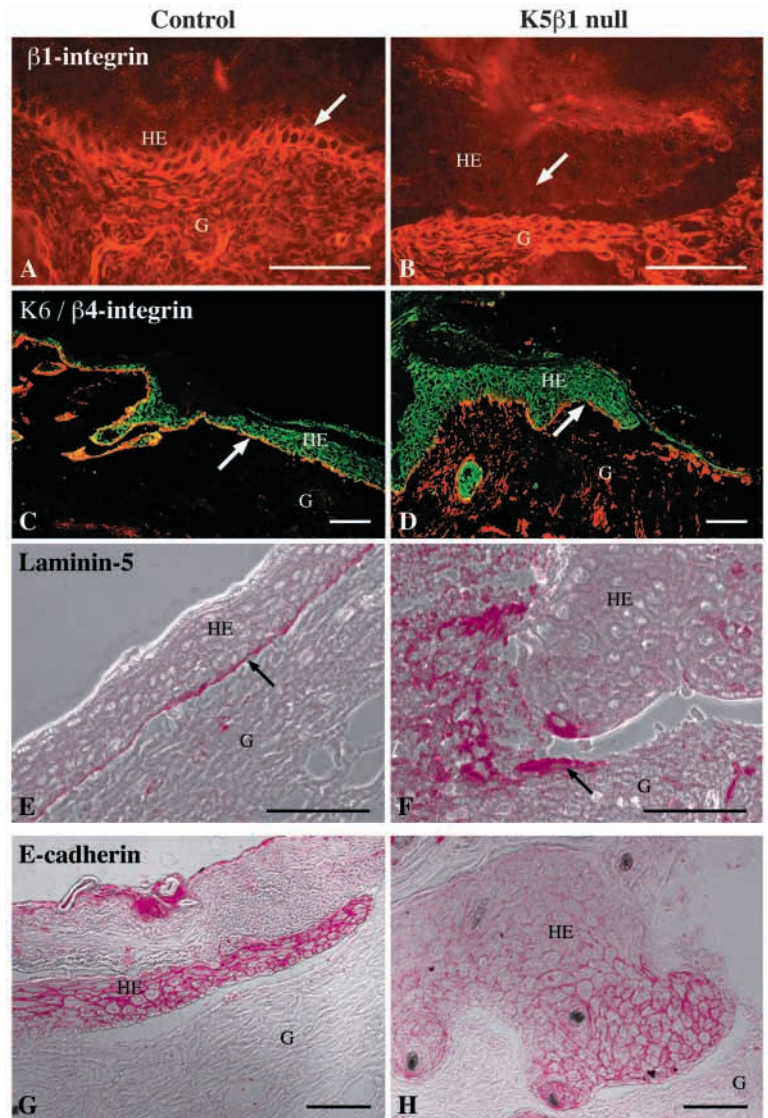 Control K5β1 null
β1-integrin
HE HE
G G
A B
K6 / β4-integrin
HE HE
G G
C D
Laminin-5
HE HE
G G
E F
E-cadherin
HE HE
G G
G H